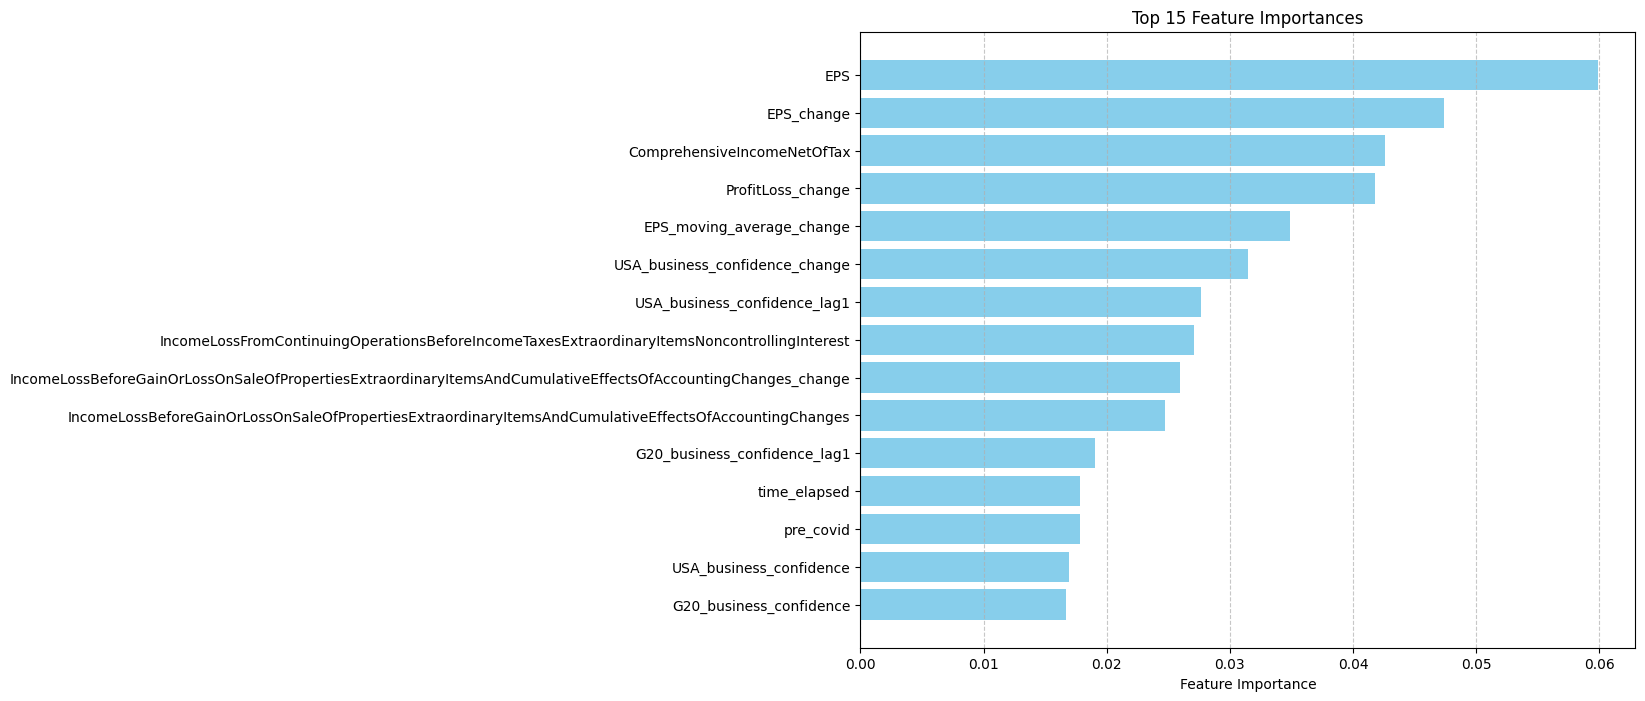 Top 15 Feature Importances
EPS
EPS_change
ComprehensiveIncomeNetOfTax
ProfitLoss_change
EPS_moving_average_change
USA_business_confidence_change
USA_business_confidence_lag1
IncomeLossFromContinuingOperationsBeforeIncomeTaxesExtraordinaryItemsNoncontrollingInterest
IncomeLossBeforeGainOrLossOnSaleOfPropertiesExtraordinaryItemsAndCumulativeEffectsOfAccountingChanges_change
IncomeLossBeforeGainOrLossOnSaleOfPropertiesExtraordinaryItemsAndCumulativeEffectsOfAccountingChanges
G20_business_confidence_lag1
time_elapsed
pre_covid
USA_business_confidence
G20_business_confidence
0.00 0.01 0.02 0.03 0.04 0.05 0.06
Feature Importance